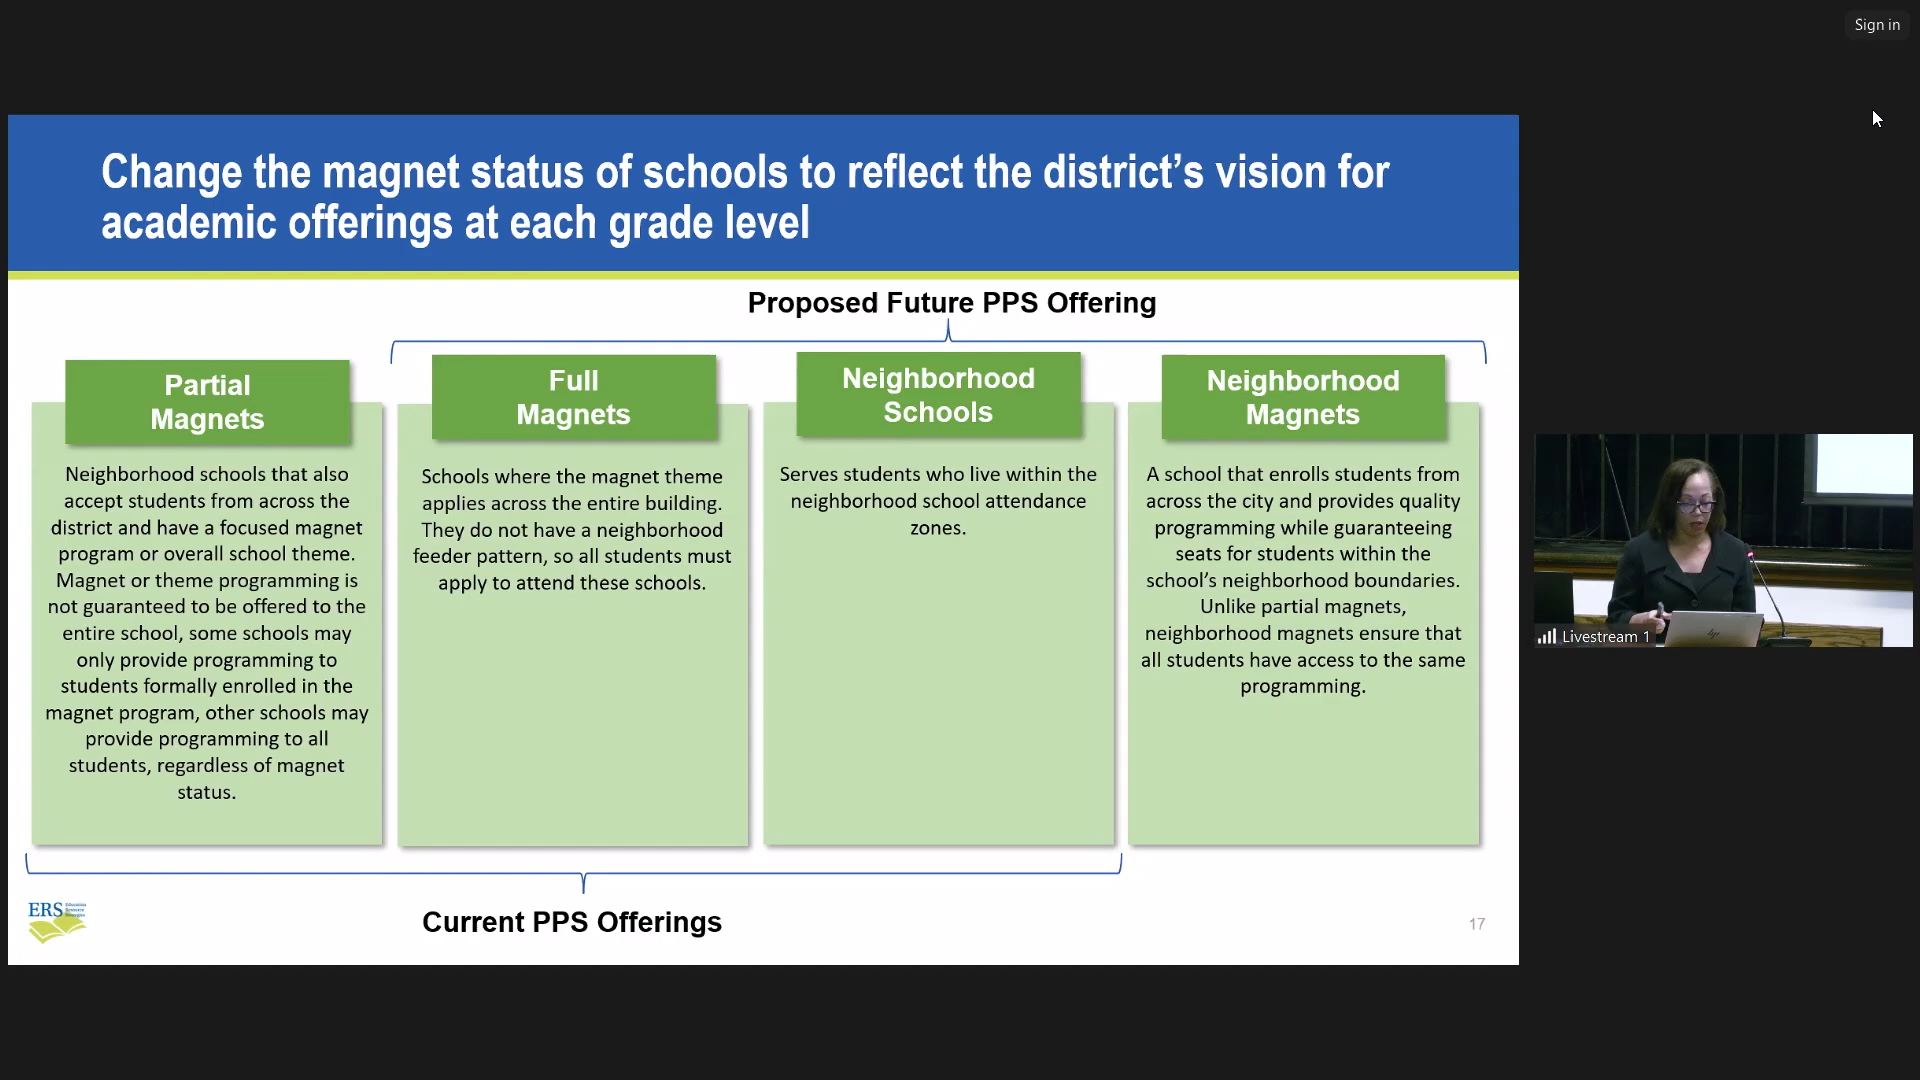 Sign in
Change the magnet status of schools to reflect the district’s vision for
academic offerings at each grade level
Proposed Future PPS Offering
Partial
Magnets
Neighborhood schools that also
accept students from across the
district and have a focused magnet
program or overall school theme.
Magnet or theme programming is
not guaranteed to be offered to the
entire school, some schools may
only provide programming to
students formally enrolled in the
magnet program, other schools may
provide programming to all
students, regardless of magnet
status.
Full
Magnets
Schools where the magnet theme
applies across the entire building.
They do not have a neighborhood
feeder pattern, so all students must
apply to attend these schools.
Neighborhood
Schools
Serves students who live within the
neighborhood school attendance
zones.
Neighborhood
Magnets
A school that enrolls students from
across the city and provides quality
programming while guaranteeing
seats for students within the
school’s neighborhood boundaries.
Unlike partial magnets,
neighborhood magnets ensure that
all students have access to the same
programming.
Current PPS Offerings
ERS
Education
Resource
Strategies
17
Livestream 1
hp